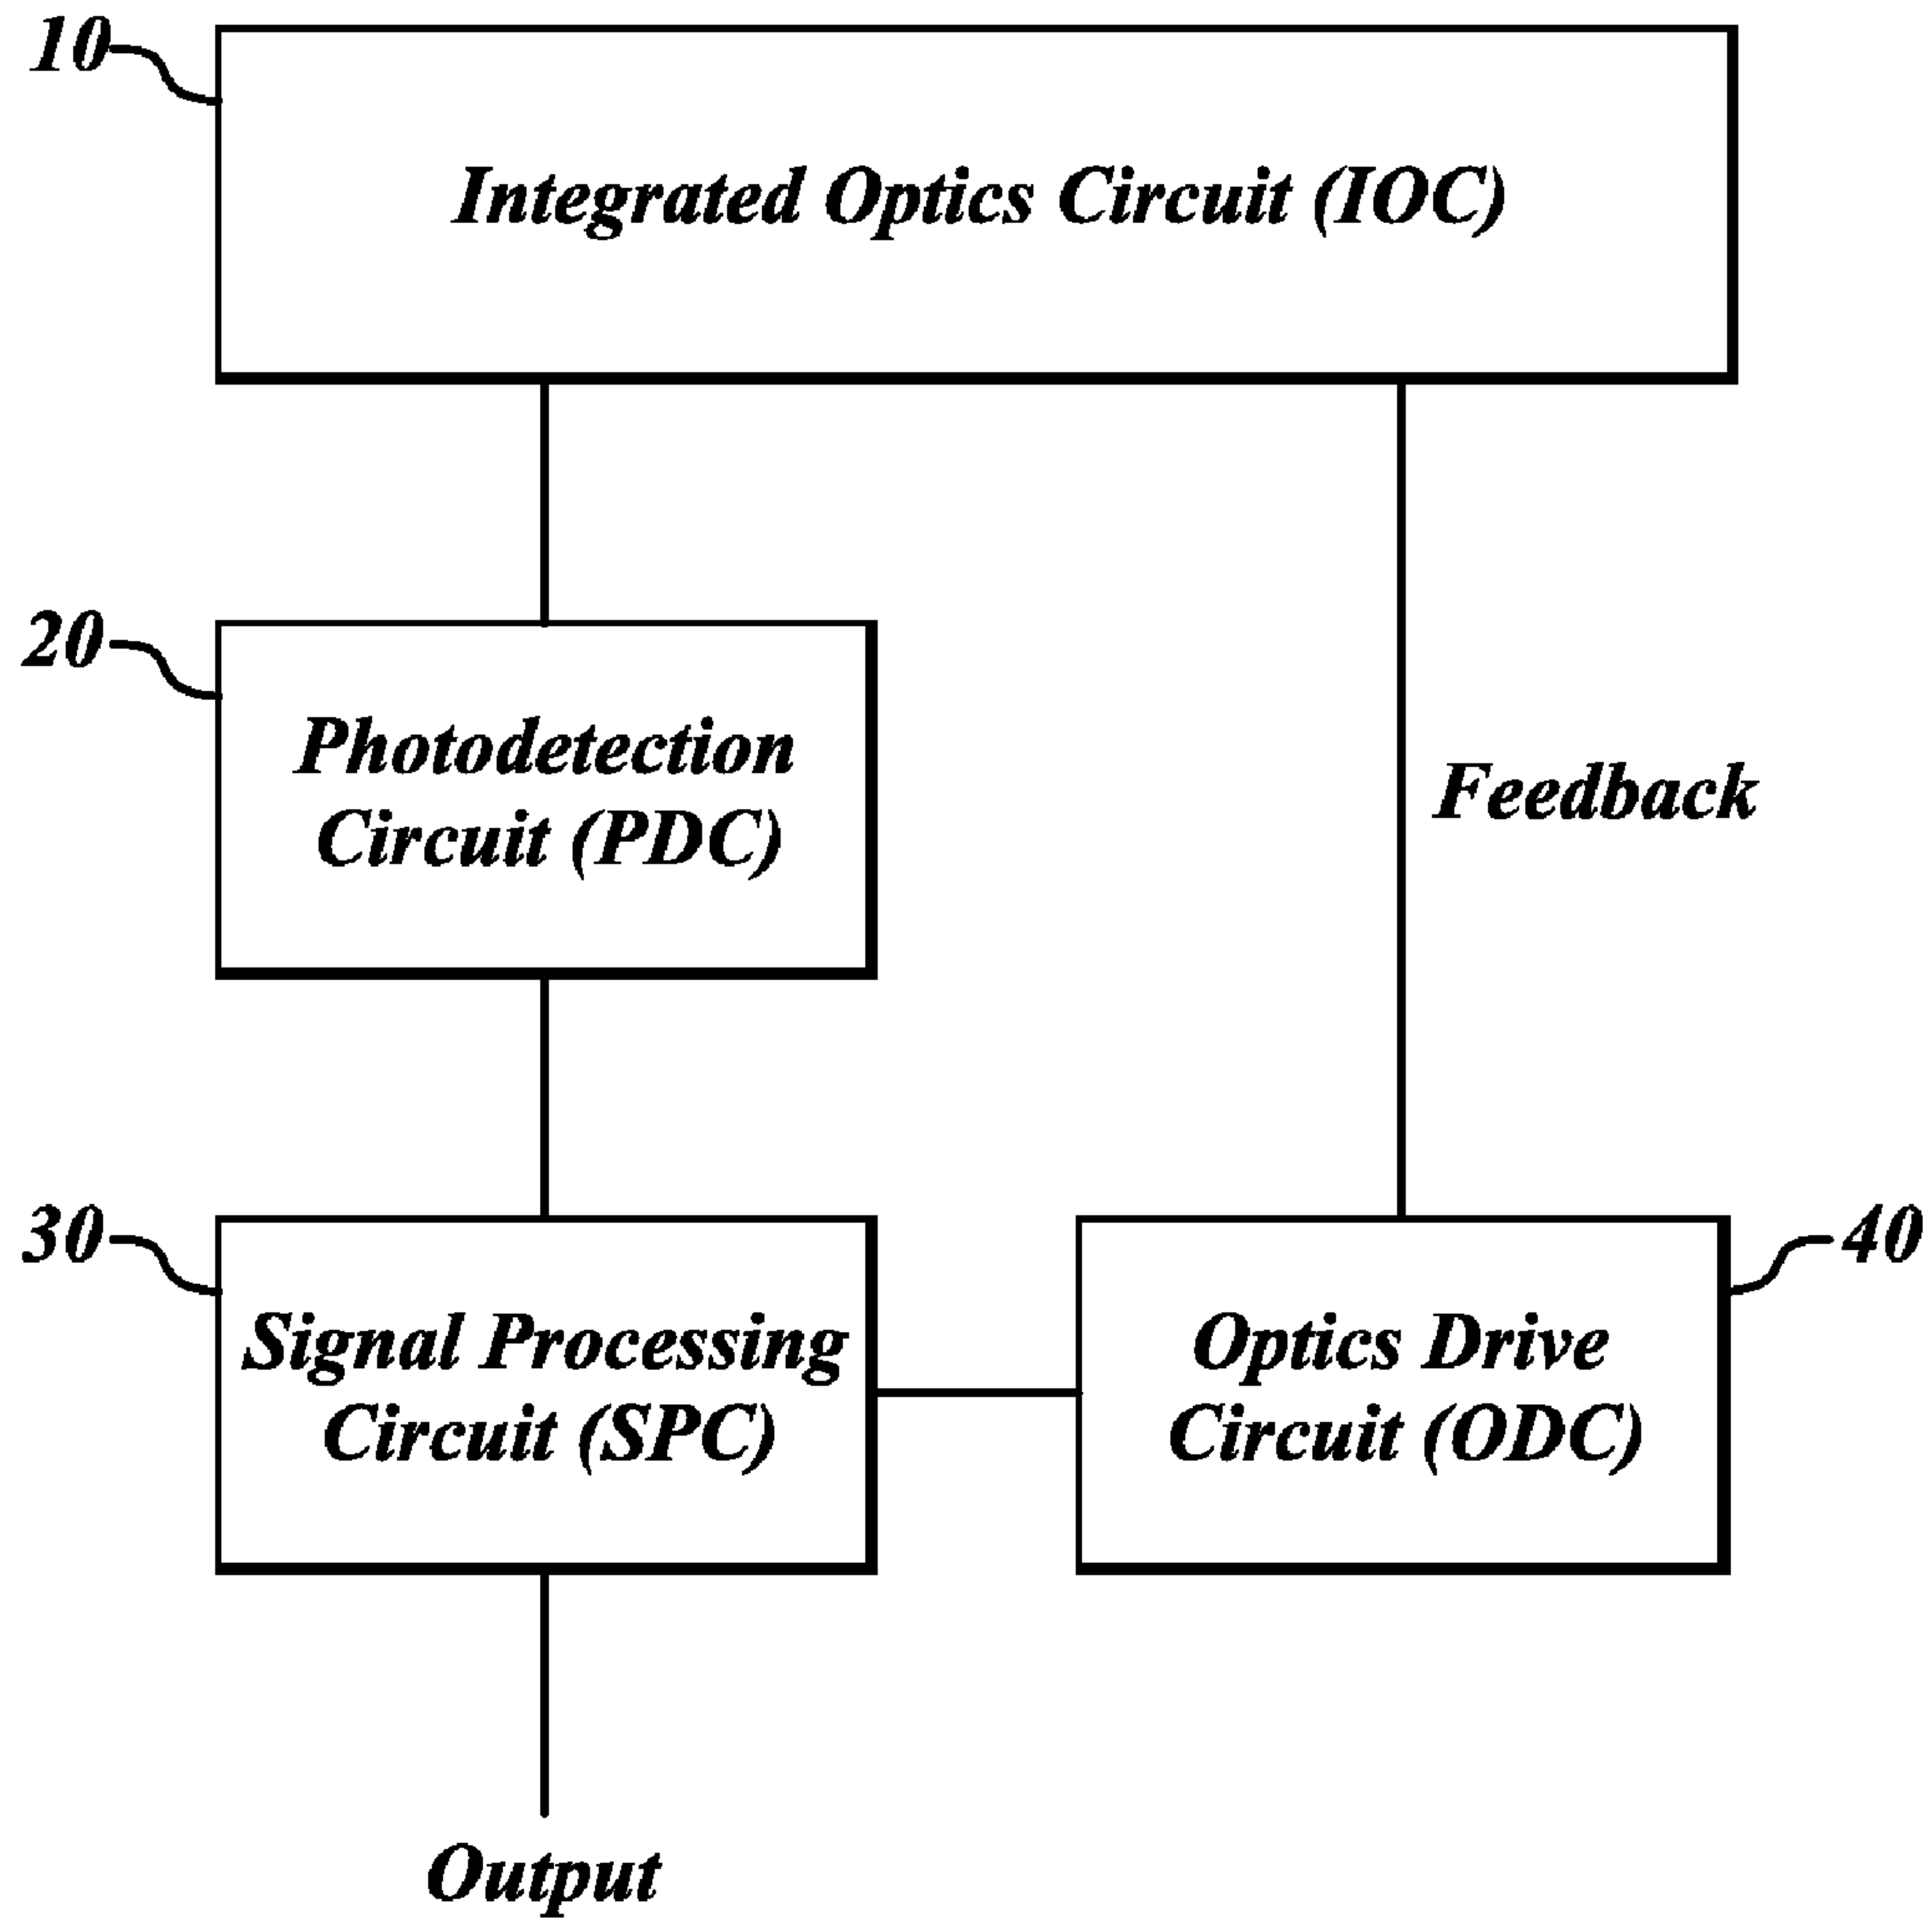 10
Integrated Optics Circuit (IOC)
20
Photodetection
Circuit (PDC)
Feedback
30
Signal Processing
Circuit (SPC)
40
Optics Drive
Circuit (ODC)
Output